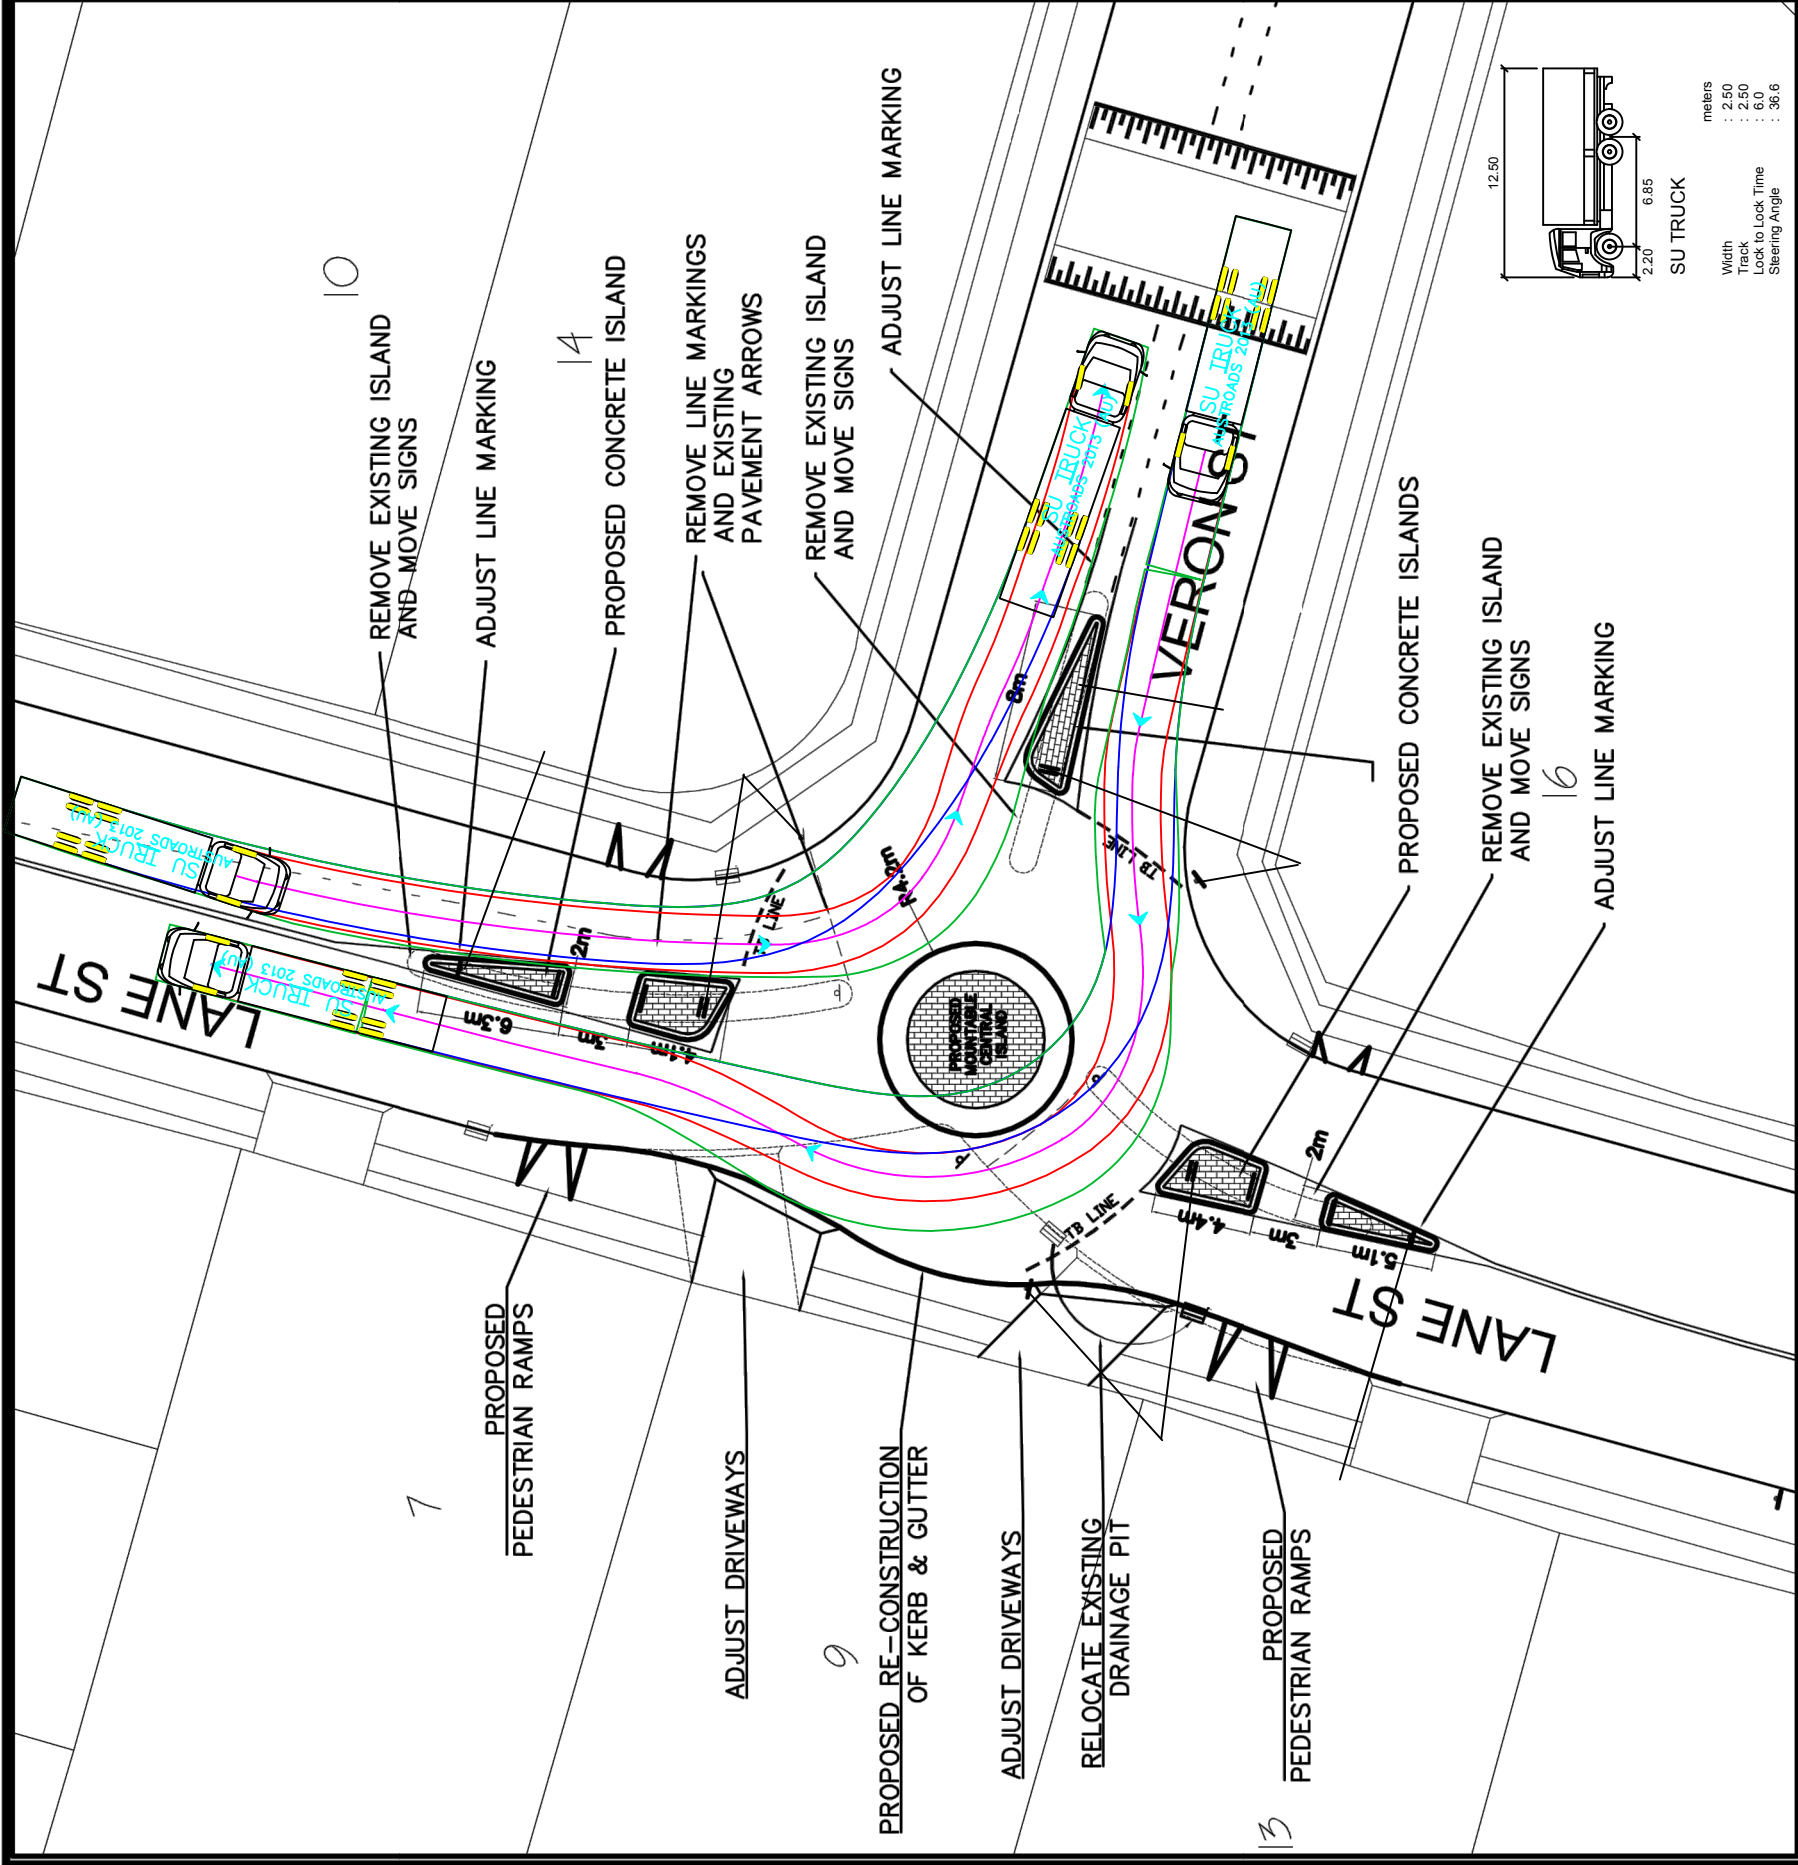 10
REMOVE EXISTING ISLAND
AND MOVE SIGNS
ADJUST LINE MARKING
14
PROPOSED CONCRETE ISLAND
REMOVE LINE MARKINGS
AND EXISTING
PAVEMENT ARROWS
REMOVE EXISTING ISLAND
AND MOVE SIGNS
ADJUST LINE MARKING
12.50
2.20
6.85
SU TRUCK
meters
Width : 2.50
Track : 2.50
Lock to Lock Time : 6.0
Steering Angle : 36.6
SU TRUCK
AUSTROADS 2013 (AU)
SU TRUCK
AUSTROADS 2013 (AU)
SU TRUCK
AUSTROADS 2013 (AU)
SU TRUCK
AUSTROADS 2013 (AU)
LANE ST
VERON ST
LANE ST
6.3m
3m
2m
8m
TB LINE
TB LINE
PROPOSED
MOUNTABLE
CENTRAL
ISLAND
4.4m
3m
5.1m
2m
PROPOSED CONCRETE ISLANDS
REMOVE EXISTING ISLAND
AND MOVE SIGNS
16
ADJUST LINE MARKING
7
PROPOSED
PEDESTRIAN RAMPS
ADJUST DRIVEWAYS
9
PROPOSED RE-CONSTRUCTION
OF KERB & GUTTER
ADJUST DRIVEWAYS
RELOCATE EXISTING
DRAINAGE PIT
PROPOSED
PEDESTRIAN RAMPS
13